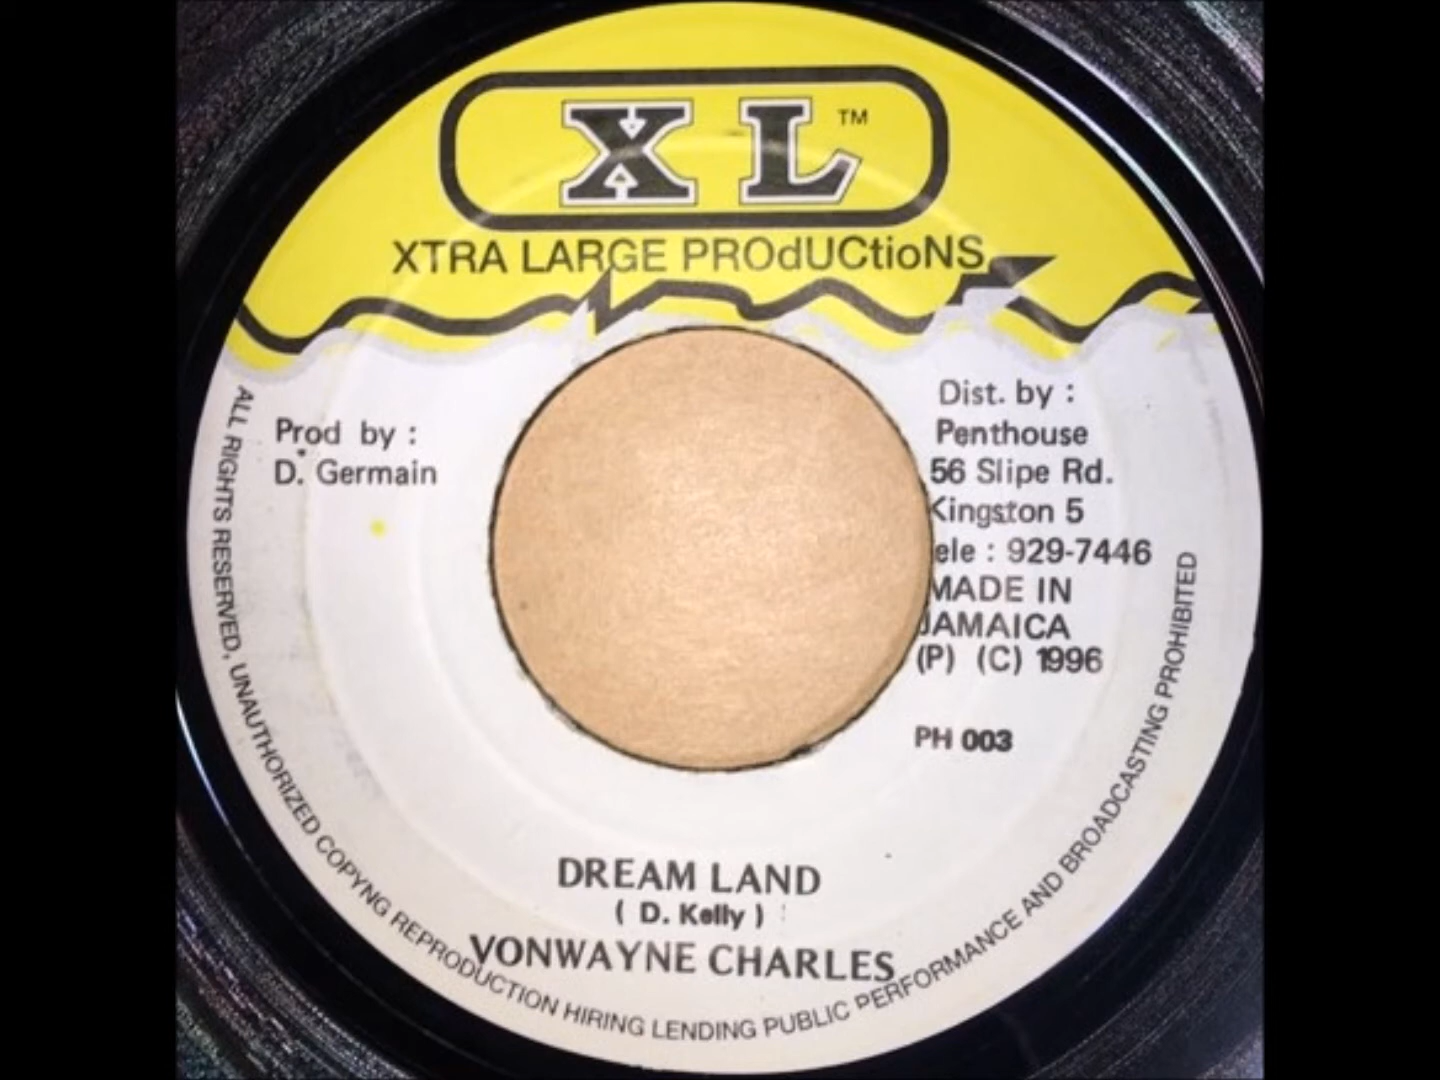 X L ™
XTRA LARGE PROdUCtioNS
Prod by :
D. Germain
Dist. by :
Penthouse
56 Slipe Rd.
Kingston 5
ele : 929-7446
MADE IN
JAMAICA
(P) (C) 1996
PH 003
DREAM LAND
( D. Kelly )
VONWAYNE CHARLES
ALL RIGHTS RESERVED, UNAUTHORIZED COPYNG REPRODUCTION HIRING LENDING PUBLIC PERFORMANCE AND BROADCASTING PROHIBITED